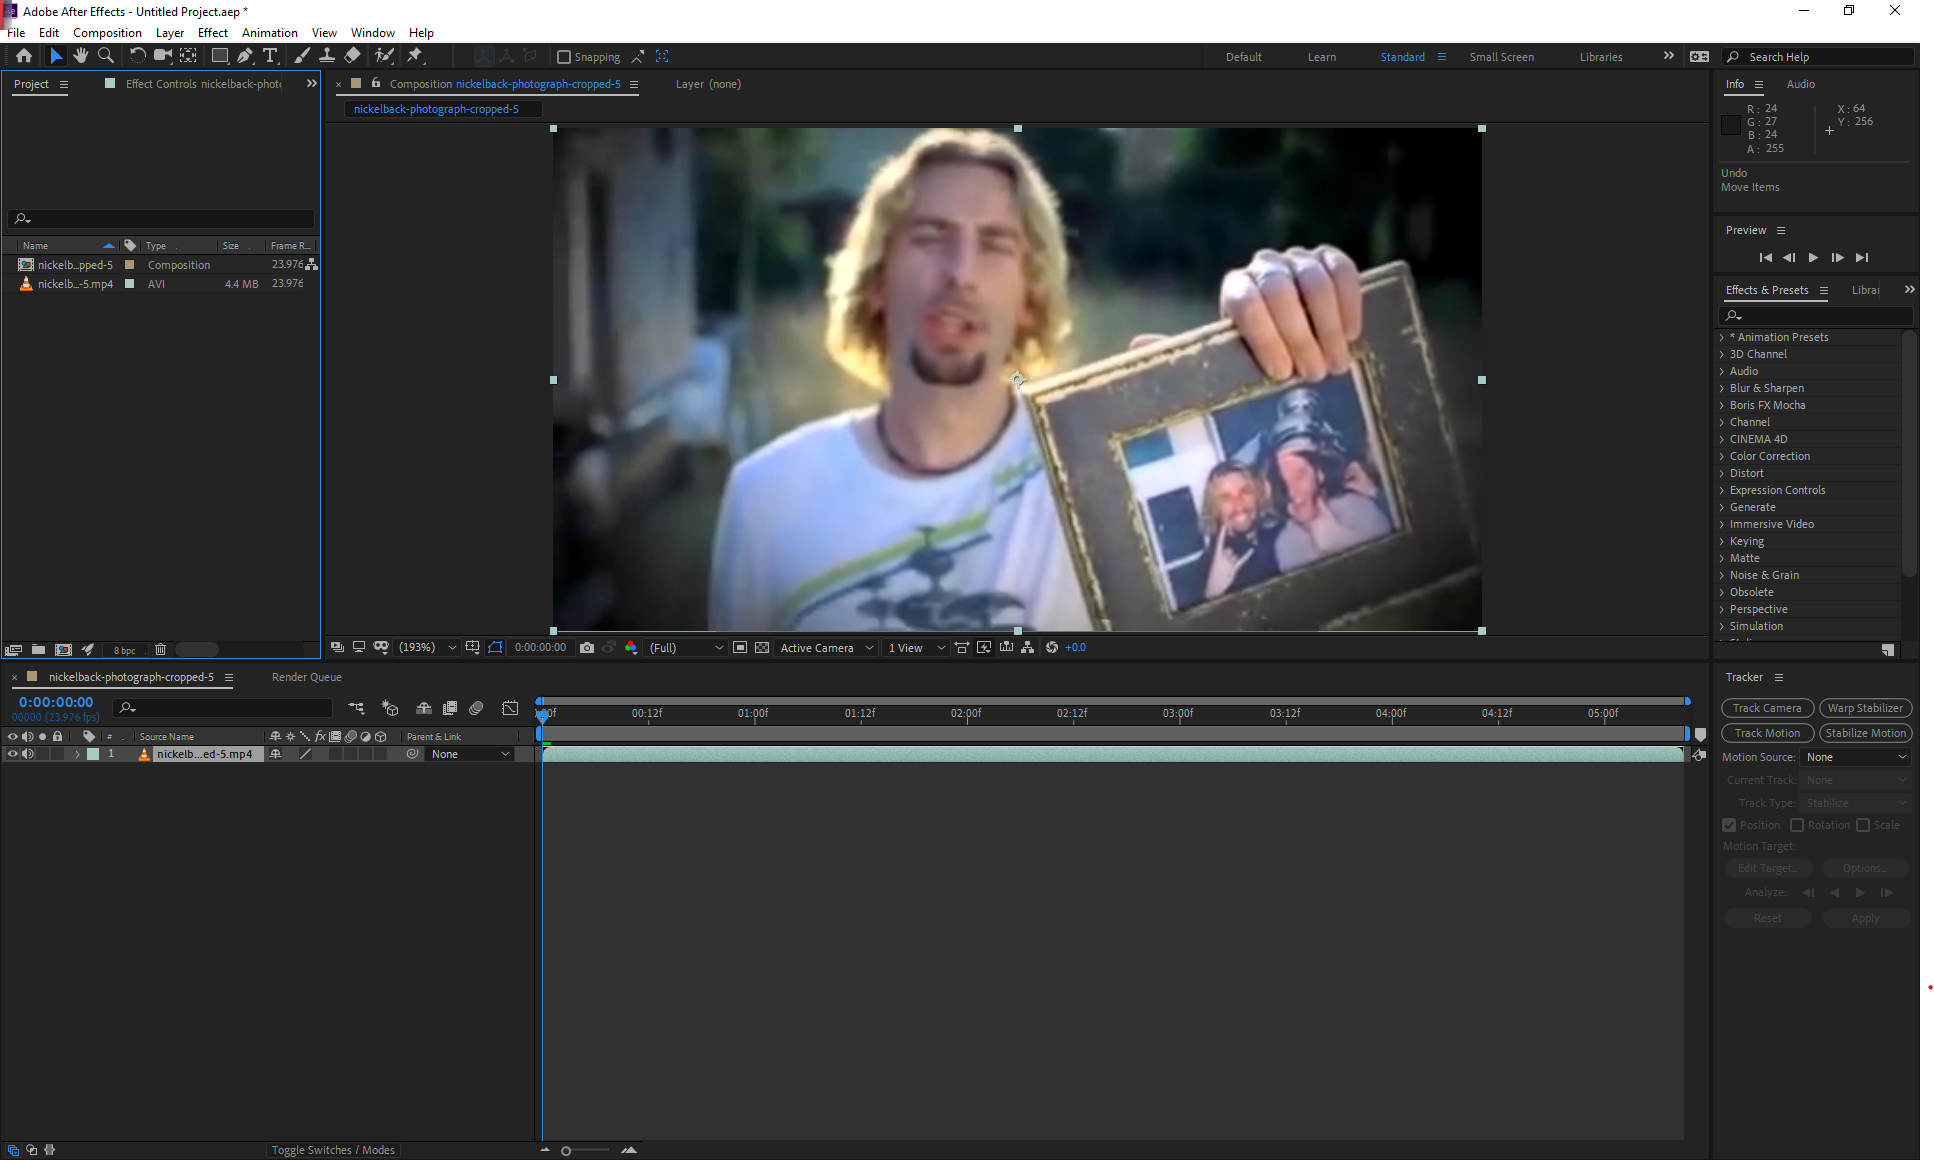 Adobe After Effects - Untitled Project.aep *
File Edit Composition Layer Effect Animation View Window Help
Snapping
Default Learn Standard Small Screen Libraries
Search Help
Project
Effect Controls nickelback-phot
Composition nickelback-photograph-cropped-5
Layer (none)
nickelback-photograph-cropped-5
Info Audio
R : 24
G : 27
B : 24
A : 255
X : 64
Y : 256
Undo
Move Items
Preview
Name Type Size Frame R...
nickelb...pped-5 Composition 23.976
nickelb...-5.mp4 AVI 4.4 MB 23.976
Effects & Presets
* Animation Presets
3D Channel
Audio
Blur & Sharpen
Boris FX Mocha
Channel
CINEMA 4D
Color Correction
Distort
Expression Controls
Generate
Immersive Video
Keying
Matte
Noise & Grain
Obsolete
Perspective
Simulation
8 bpc
(193%) 0:00:00:00 (Full) Active Camera 1 View +0.0
nickelback-photograph-cropped-5
Render Queue
0:00:00:00
00000 (23.976 fps)
00f 00:12f 01:00f 01:12f 02:00f 02:12f 03:00f 03:12f 04:00f 04:12f 05:00f
# Source Name fx Parent & Link
1 nickelb...ed-5.mp4 None
Tracker
Track Camera Warp Stabilizer
Track Motion Stabilize Motion
Motion Source: None
Current Track: None
Track Type: Stabilize
Position Rotation Scale
Motion Target:
Edit Target... Options...
Analyze:
Reset Apply
Toggle Switches / Modes